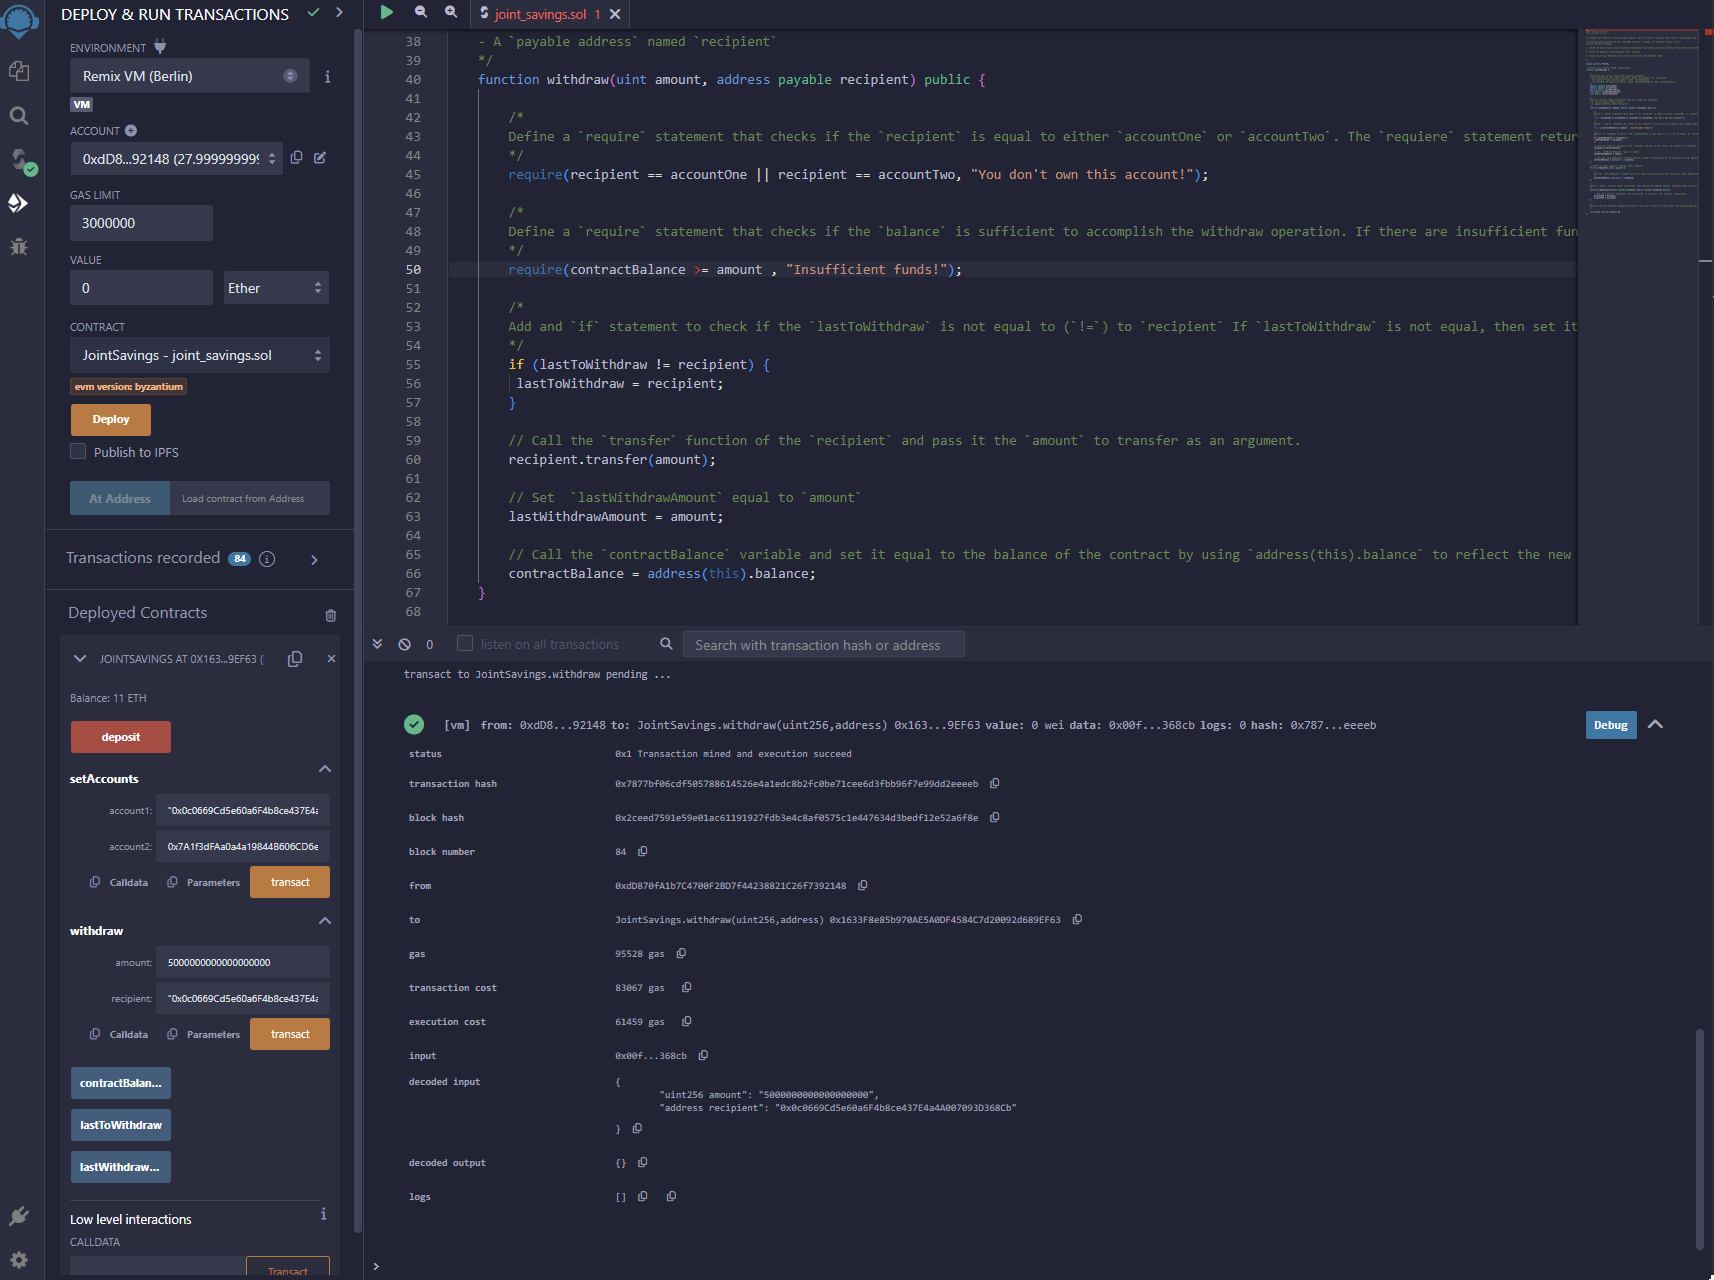 DEPLOY & RUN TRANSACTIONS
ENVIRONMENT
Remix VM (Berlin)
VM
ACCOUNT
0xdD8...92148 (27.999999999
GAS LIMIT
3000000
VALUE
0
Ether
CONTRACT
JointSavings - joint_savings.sol
evm version: byzantium
Deploy
Publish to IPFS
At Address
Load contract from Address
Transactions recorded 84
Deployed Contracts
JOINTSAVINGS AT 0X163...9EF63 (
Balance: 11 ETH
deposit
setAccounts
account1: "0x0c0669Cd5e60a6F4b8ce437E4a
account2: 0x7A1f3dFAa0a4a19844B606CD6e
Calldata
Parameters
transact
withdraw
amount: 5000000000000000000
recipient: "0x0c0669Cd5e60a6F4b8ce437E4a
Calldata
Parameters
transact
contractBalan...
lastToWithdraw
lastWithdraw...
Low level interactions
CALLDATA
Transact
joint_savings.sol 1
38 - A `payable address` named `recipient`
39 */
40 function withdraw(uint amount, address payable recipient) public {
41
42 /*
43 Define a `require` statement that checks if the `recipient` is equal to either `accountOne` or `accountTwo`. The `requiere` statement retur
44 */
45 require(recipient == accountOne || recipient == accountTwo, "You don't own this account!");
46
47 /*
48 Define a `require` statement that checks if the `balance` is sufficient to accomplish the withdraw operation. If there are insufficient fun
49 */
50 require(contractBalance >= amount , "Insufficient funds!");
51
52 /*
53 Add and `if` statement to check if the `lastToWithdraw` is not equal to (`!=`) to `recipient` If `lastToWithdraw` is not equal, then set it
54 */
55 if (lastToWithdraw != recipient) {
56 lastToWithdraw = recipient;
57 }
58
59 // Call the `transfer` function of the `recipient` and pass it the `amount` to transfer as an argument.
60 recipient.transfer(amount);
61
62 // Set  `lastWithdrawAmount` equal to `amount`
63 lastWithdrawAmount = amount;
64
65 // Call the `contractBalance` variable and set it equal to the balance of the contract by using `address(this).balance` to reflect the new
66 contractBalance = address(this).balance;
67 }
68
0
listen on all transactions
Search with transaction hash or address
transact to JointSavings.withdraw pending ...
[vm] from: 0xdD8...92148 to: JointSavings.withdraw(uint256,address) 0x163...9EF63 value: 0 wei data: 0x00f...368cb logs: 0 hash: 0x787...eeeeb
Debug
status 0x1 Transaction mined and execution succeed
transaction hash 0x7877bf06cdf505788614526e4a1edc8b2fc0be71cee6d3fbb96f7e99dd2eeeeb
block hash 0x2ceed7591e59e01ac61191927fdb3e4c8af0575c1e447634d3bedf12e52a6f8e
block number 84
from 0xdD870fA1b7C4700F2BD7f44238821C26f7392148
to JointSavings.withdraw(uint256,address) 0x1633F8e85b970AE5A0DF4584C7d20092d689EF63
gas 95528 gas
transaction cost 83067 gas
execution cost 61459 gas
input 0x00f...368cb
decoded input {
"uint256 amount": "5000000000000000000",
"address recipient": "0x0c0669Cd5e60a6F4b8ce437E4a4A007093D368Cb"
}
decoded output {}
logs []
>